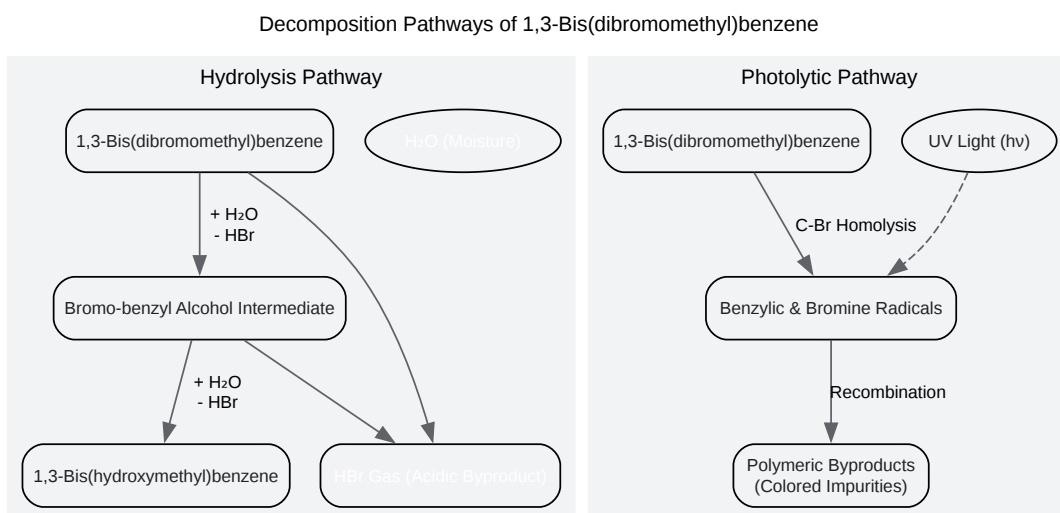 Decomposition Pathways of 1,3-Bis(dibromomethyl)benzene
Hydrolysis Pathway
1,3-Bis(dibromomethyl)benzene
H₂O (Moisture)
+ H₂O
- HBr
Bromo-benzyl Alcohol Intermediate
+ H₂O
- HBr
1,3-Bis(hydroxymethyl)benzene
HBr Gas (Acidic Byproduct)
Photolytic Pathway
1,3-Bis(dibromomethyl)benzene
UV Light (hν)
C-Br Homolysis
Benzylic & Bromine Radicals
Recombination
Polymeric Byproducts
(Colored Impurities)